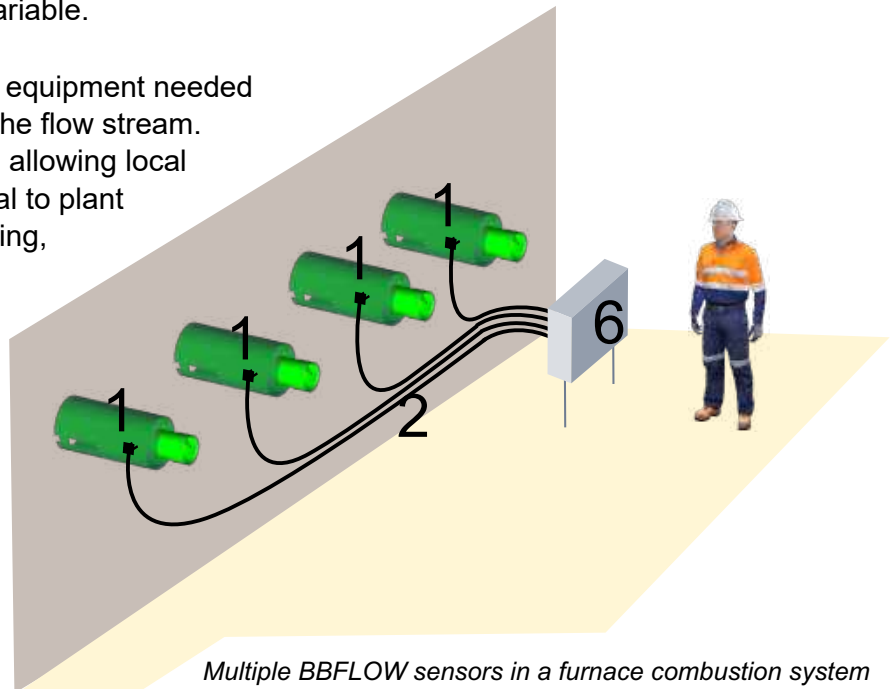 ariable.
equipment needed
he flow stream.
allowing local
al to plant
ing,
1
1
1
1
2
6
Multiple BBFLOW sensors in a furnace combustion system